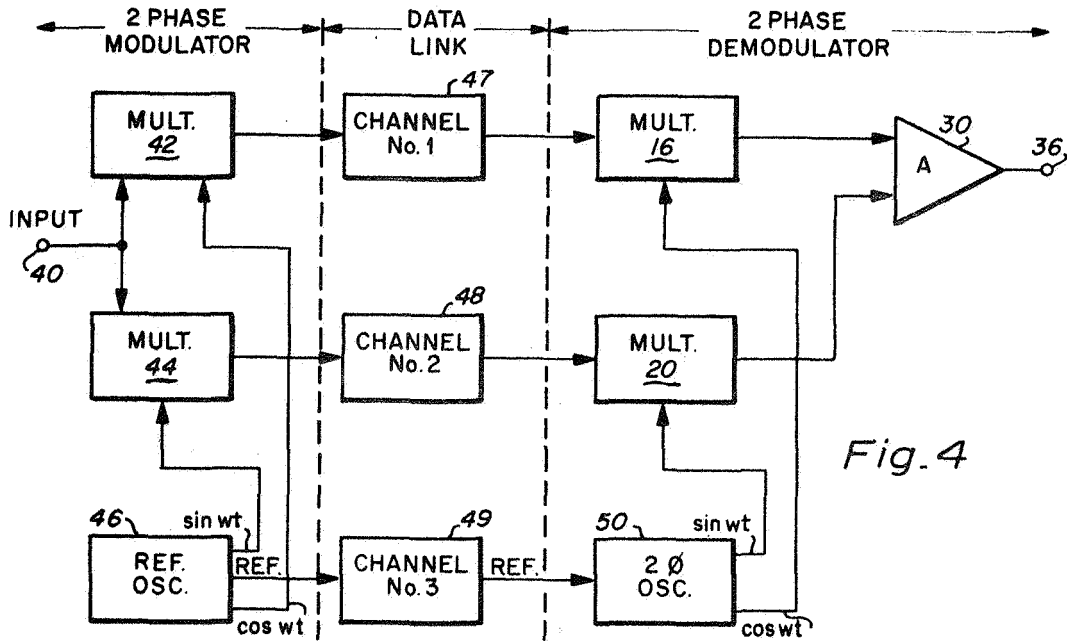 2 PHASE
MODULATOR
DATA
LINK
2 PHASE
DEMODULATOR
MULT.
42
47
CHANNEL
No. 1
MULT.
16
30
A
36
INPUT
40
MULT.
44
48
CHANNEL
No. 2
MULT.
20
Fig. 4
46
sin wt
REF.
OSC.
REF.
cos wt
49
CHANNEL
No. 3
REF.
50
sin wt
2 Ø
OSC.
cos wt